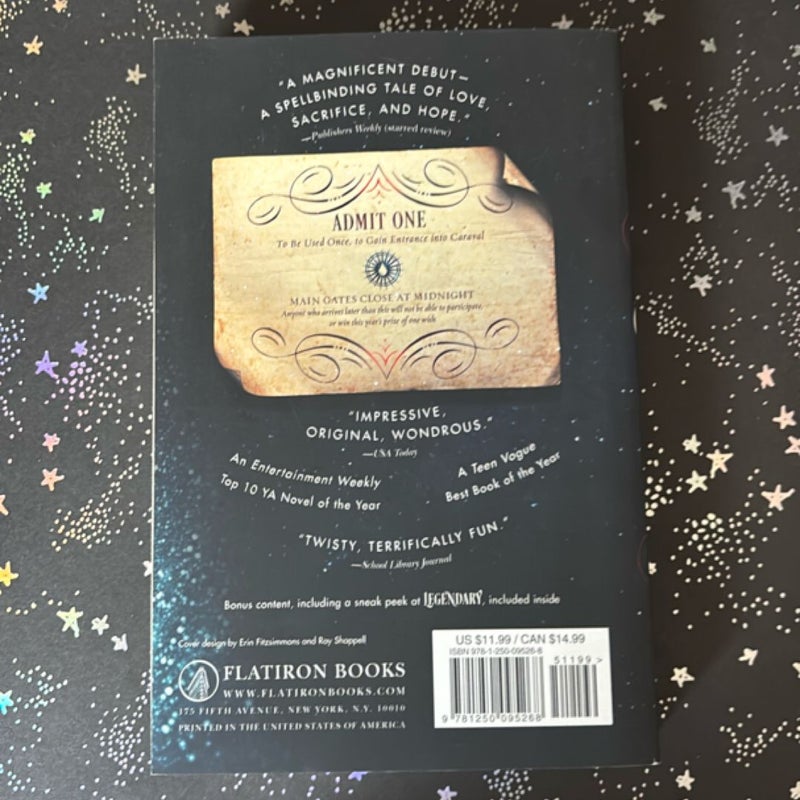 "A MAGNIFICENT DEBUT—
A SPELLBINDING TALE OF LOVE,
SACRIFICE, AND HOPE."
—Publishers Weekly (starred review)
ADMIT ONE
To Be Used Once, to Gain Entrance into Caraval
MAIN GATES CLOSE AT MIDNIGHT
Anyone who arrives later than this will not be able to participate,
or win this year's prize of one wish
"IMPRESSIVE,
ORIGINAL, WONDROUS."
—USA Today
An Entertainment Weekly
Top 10 YA Novel of the Year
A Teen Vogue
Best Book of the Year
"TWISTY, TERRIFICALLY FUN."
—School Library Journal
Bonus content, including a sneak peek at LEGENDARY, included inside
Cover design by Erin Fitzsimmons and Ray Shappell
FLATIRON BOOKS
WWW.FLATIRONBOOKS.COM
175 FIFTH AVENUE, NEW YORK, N.Y. 10010
PRINTED IN THE UNITED STATES OF AMERICA
US $11.99 / CAN $14.99
ISBN 978-1-250-09526-8
51199>
9 781250 095268